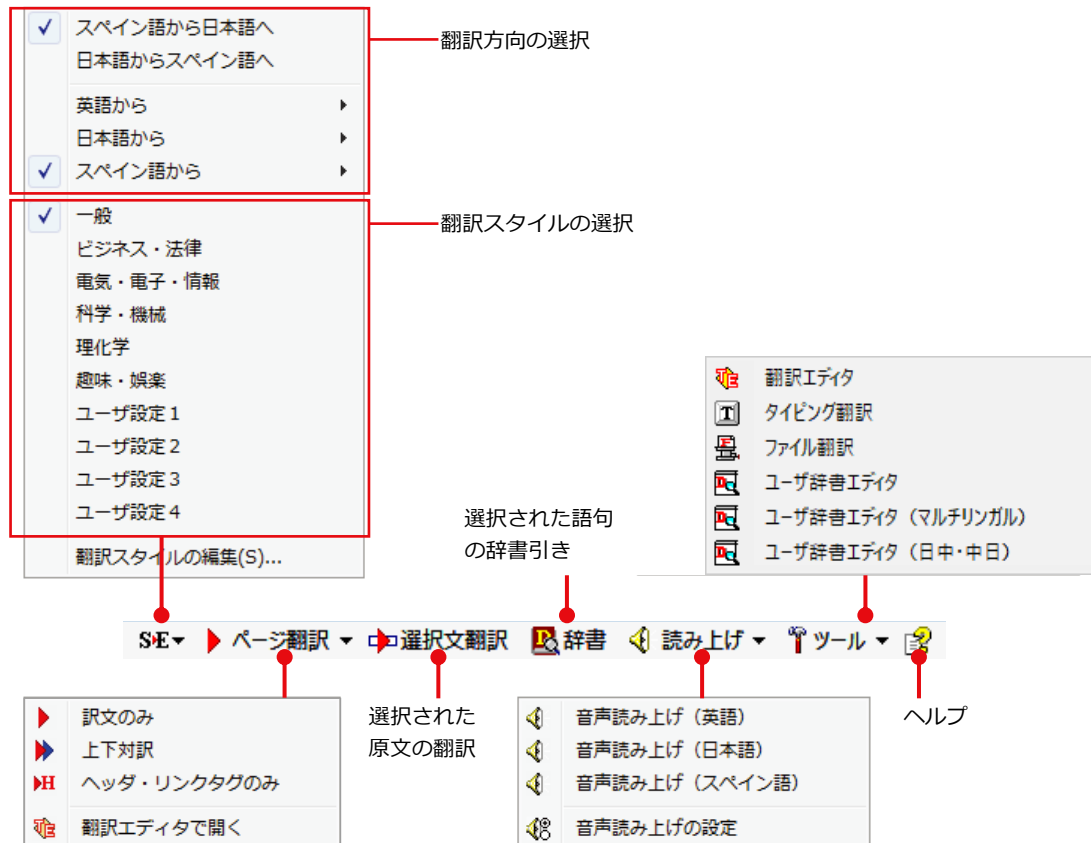 スペイン語から日本語へ
日本語からスペイン語へ
英語から
日本語から
スペイン語から
翻訳方向の選択
一般
ビジネス・法律
電気・電子・情報
科学・機械
理化学
趣味・娯楽
ユーザ設定1
ユーザ設定2
ユーザ設定3
ユーザ設定4
翻訳スタイルの編集(S)...
翻訳スタイルの選択
翻訳エディタ
タイピング翻訳
ファイル翻訳
ユーザ辞書エディタ
ユーザ辞書エディタ（マルチリンガル）
ユーザ辞書エディタ（日中・中日）
選択された語句
の辞書引き
S▸E ページ翻訳 選択文翻訳 辞書 読み上げ ツール
訳文のみ
上下対訳
ヘッダ・リンクタグのみ
翻訳エディタで開く
選択された
原文の翻訳
音声読み上げ（英語）
音声読み上げ（日本語）
音声読み上げ（スペイン語）
音声読み上げの設定
ヘルプ